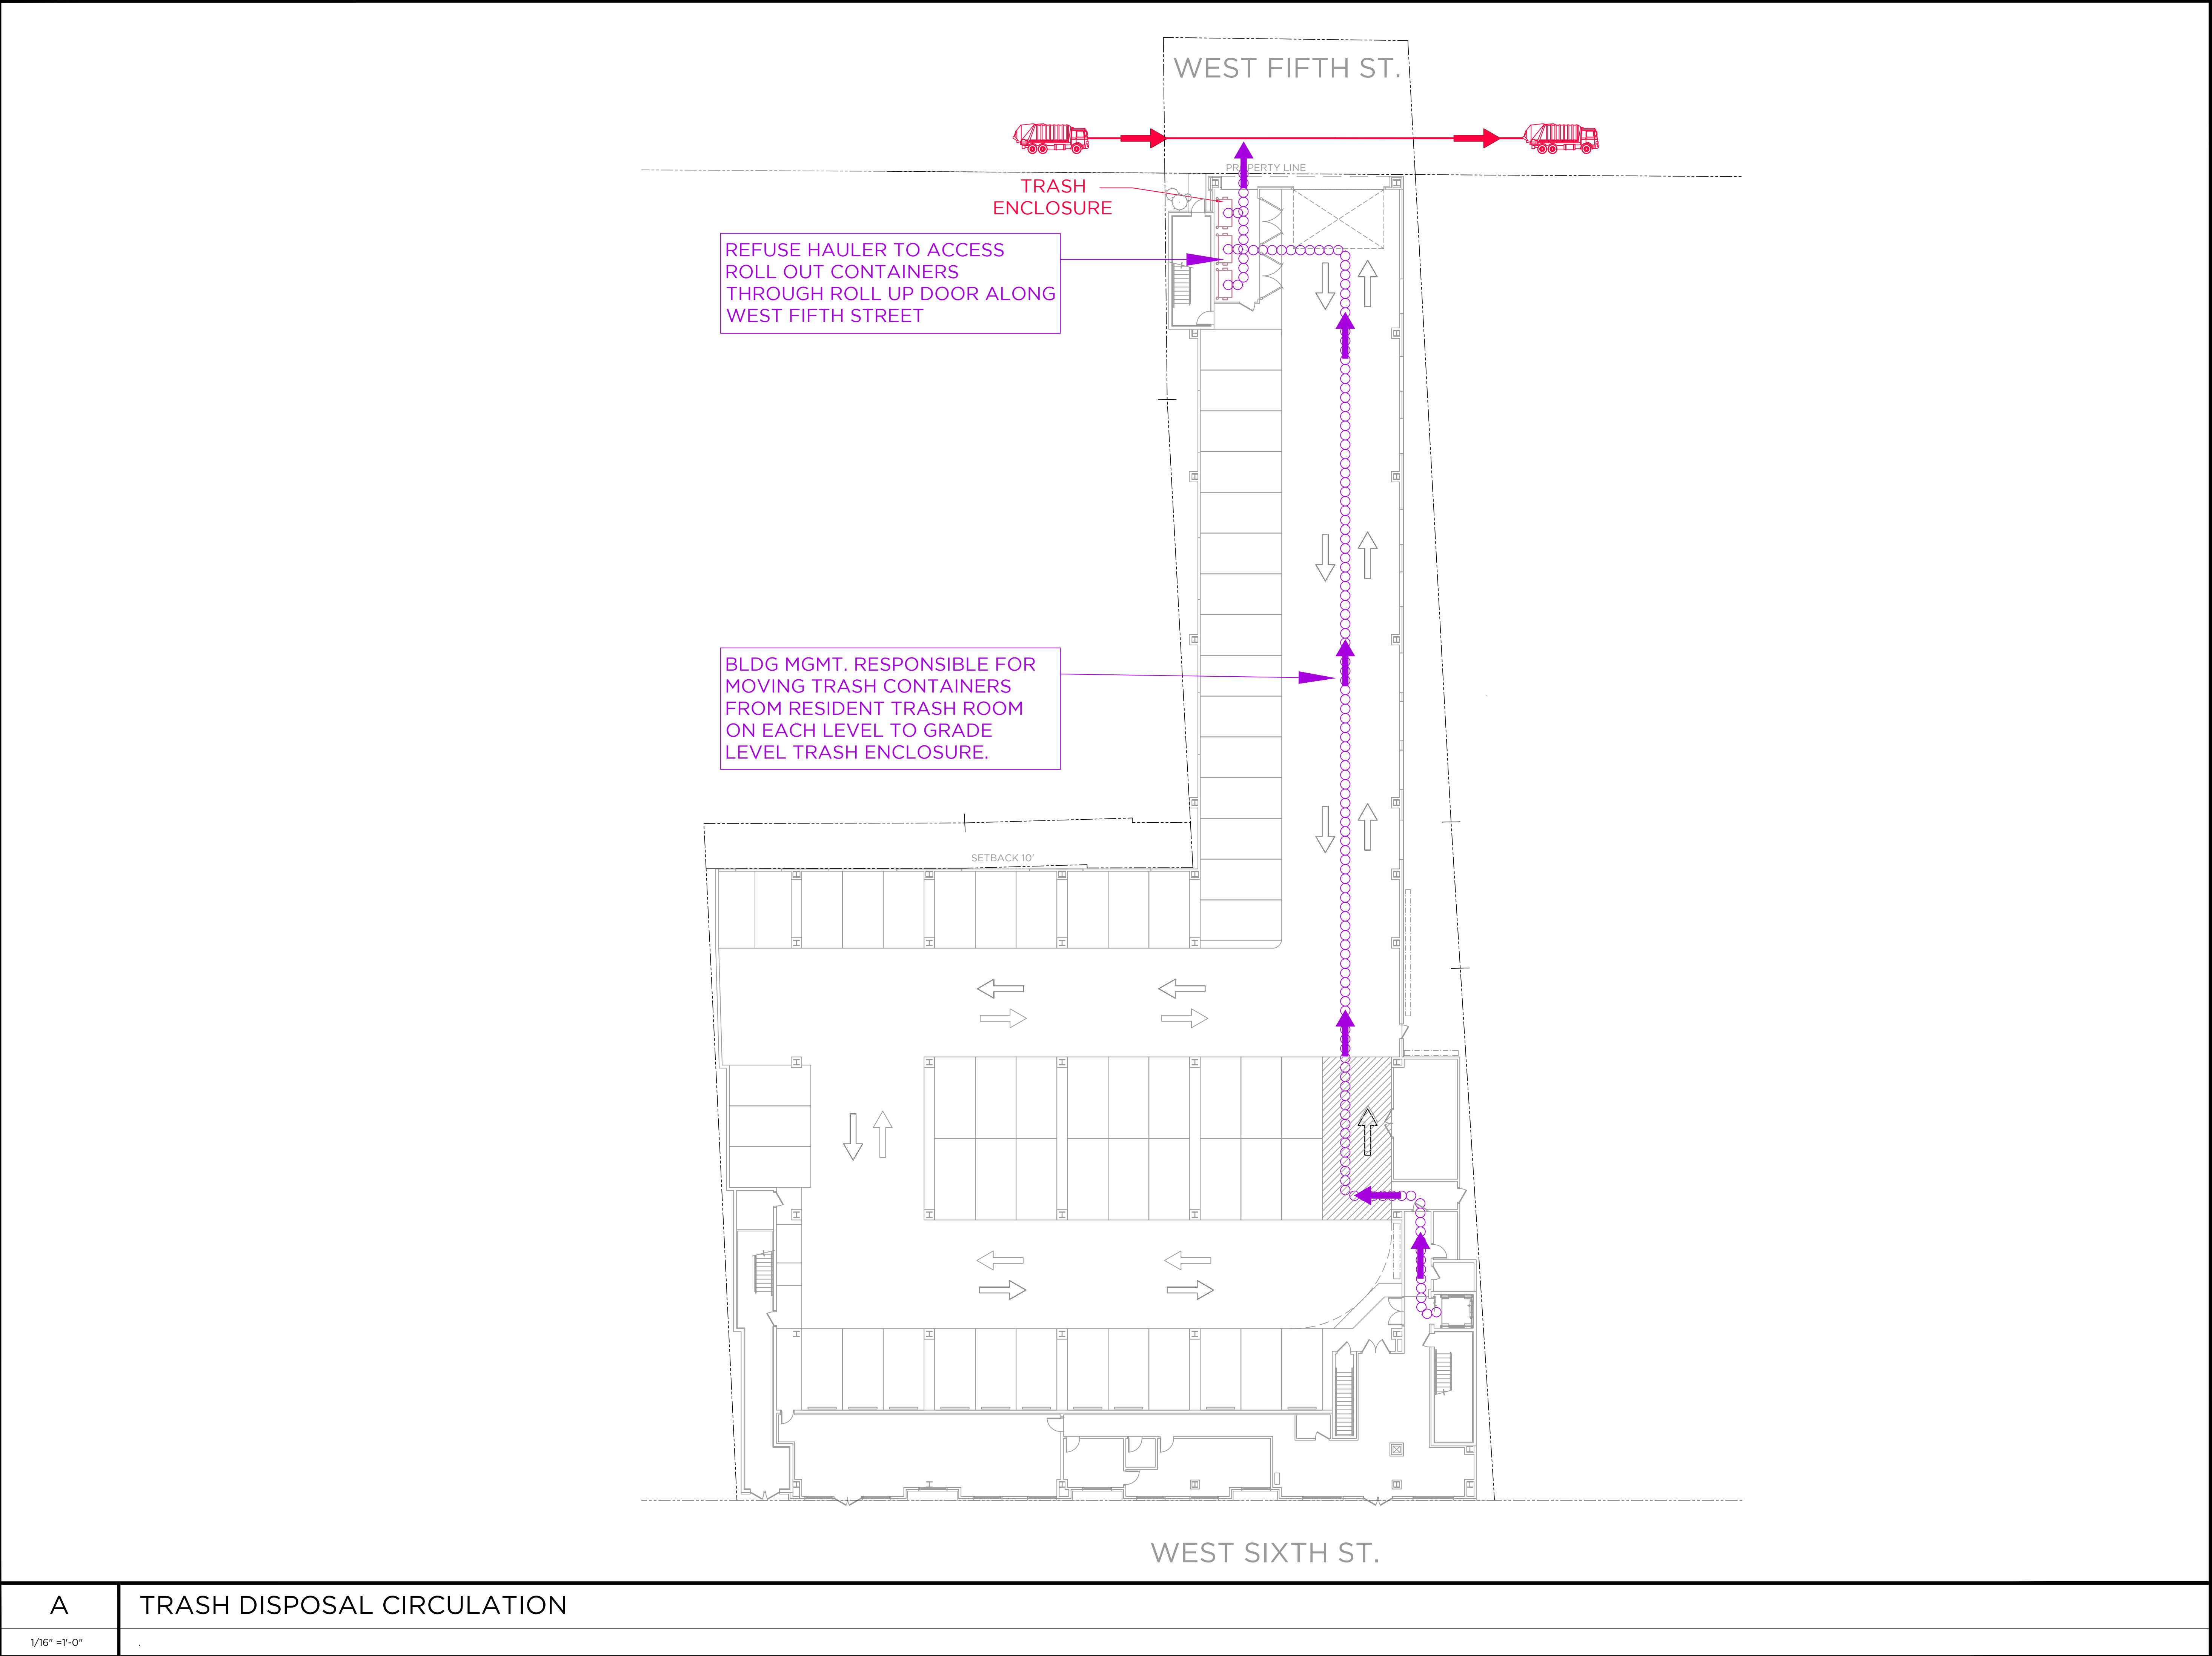 WEST FIFTH ST.
PROPERTY LINE
TRASH
ENCLOSURE
REFUSE HAULER TO ACCESS
ROLL OUT CONTAINERS
THROUGH ROLL UP DOOR ALONG
WEST FIFTH STREET
BLDG MGMT. RESPONSIBLE FOR
MOVING TRASH CONTAINERS
FROM RESIDENT TRASH ROOM
ON EACH LEVEL TO GRADE
LEVEL TRASH ENCLOSURE.
SETBACK 10'
WEST SIXTH ST.
A
TRASH DISPOSAL CIRCULATION
1/16" =1'-0"
.